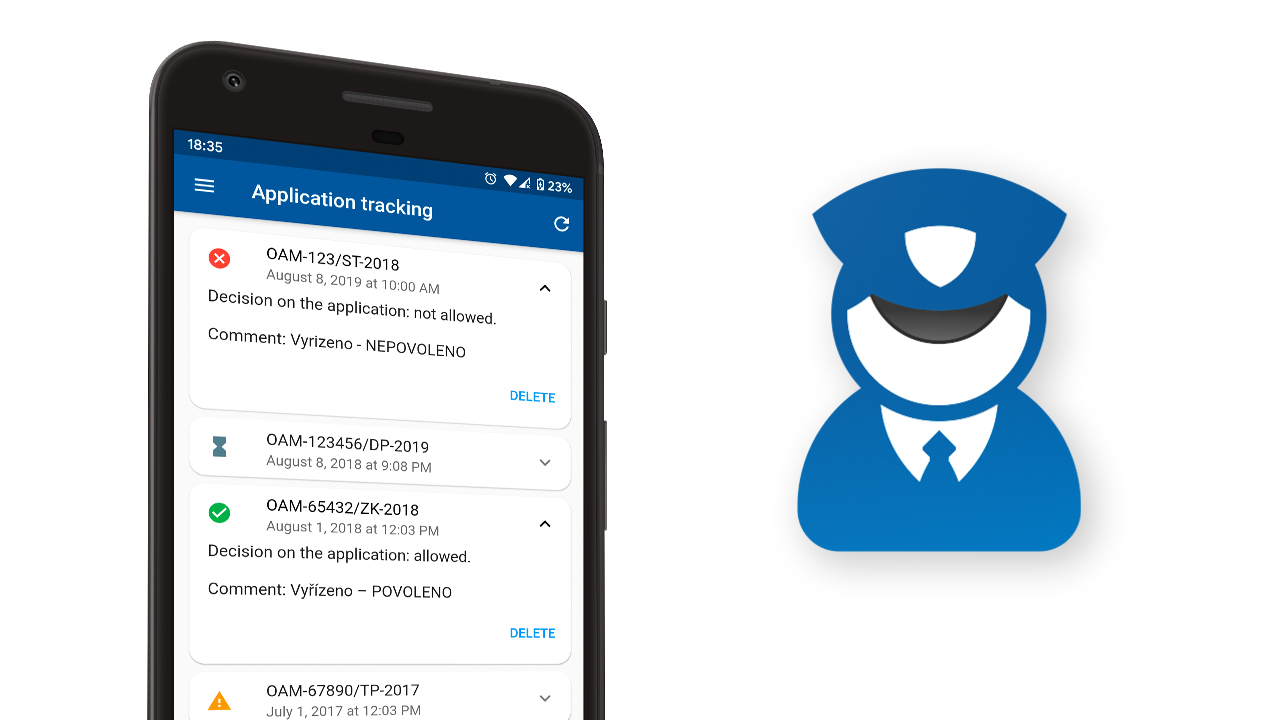 18:35
23%
Application tracking
OAM-123/ST-2018
August 8, 2019 at 10:00 AM
Decision on the application: not allowed.
Comment: Vyrizeno - NEPOVOLENO
DELETE
OAM-123456/DP-2019
August 8, 2018 at 9:08 PM
OAM-65432/ZK-2018
August 1, 2018 at 12:03 PM
Decision on the application: allowed.
Comment: Vyřízeno – POVOLENO
DELETE
OAM-67890/TP-2017
July 1, 2017 at 12:03 PM